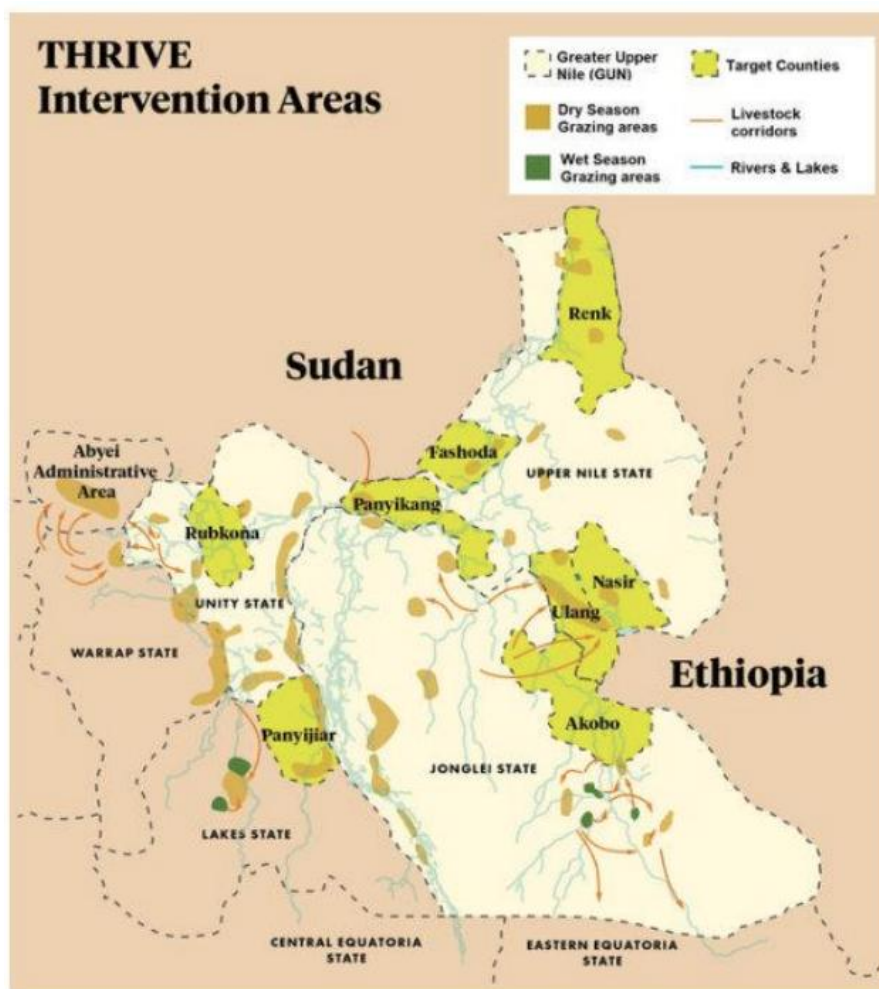 THRIVE
Intervention Areas
Greater Upper
Nile (GUN)
Target Counties
Dry Season
Grazing areas
Livestock
corridors
Wet Season
Grazing areas
Rivers & Lakes
Renk
Sudan
Fashoda
Abyei
Administrative
Area
UPPER NILE STATE
Panyikang
Rubkona
Nasir
UNITY STATE
Ulang
WARRAP STATE
Ethiopia
Panyijiar
Akobo
JONGLEI STATE
LAKES STATE
CENTRAL EQUATORIA
STATE
EASTERN EQUATORIA
STATE